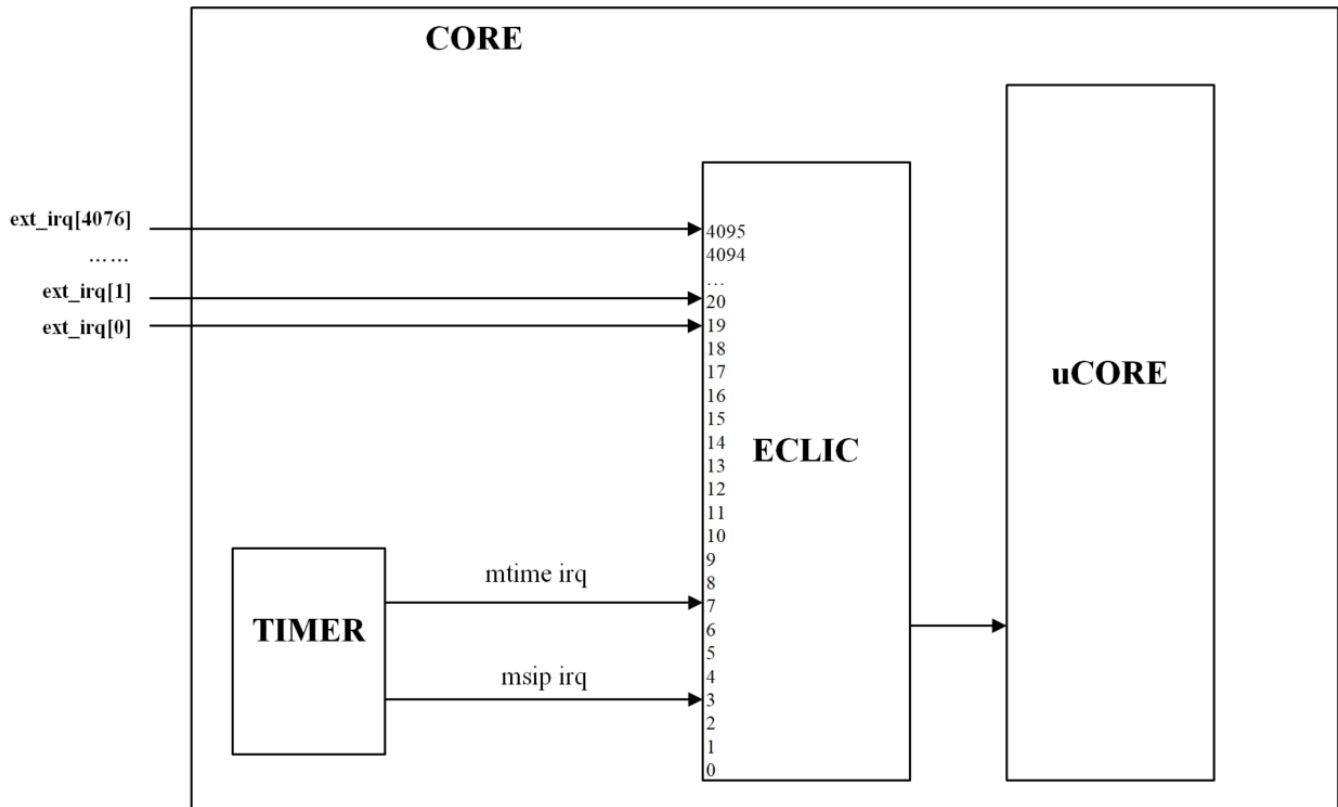 CORE
ext_irq[4076]
……
ext_irq[1]
ext_irq[0]
4095
4094
…
20
19
18
17
16
15
14
13
12
11
10
9
8
7
6
5
4
3
2
1
0
ECLIC
uCORE
TIMER
mtime irq
msip irq